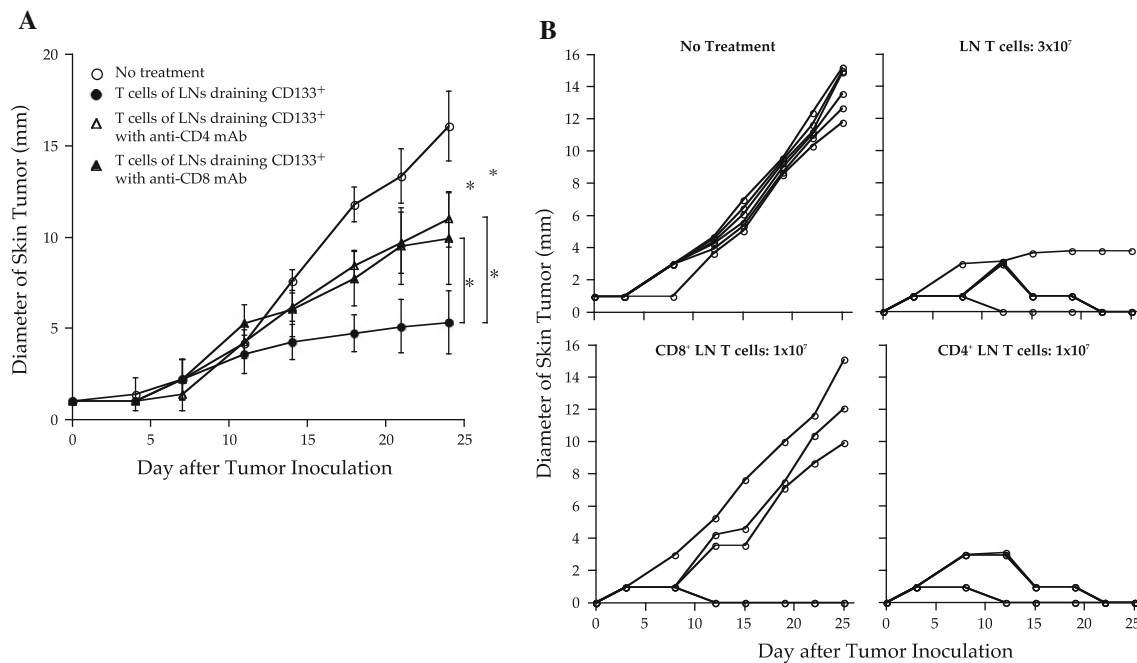 A
Diameter of Skin Tumor (mm)
20
15
10
5
0
No treatment
T cells of LNs draining CD133⁺
T cells of LNs draining CD133⁺
with anti-CD4 mAb
T cells of LNs draining CD133⁺
with anti-CD8 mAb
*
*
*
*
0 5 10 15 20 25
Day after Tumor Inoculation
B
Diameter of Skin Tumor (mm)
No Treatment
16
14
12
10
8
6
4
2
0
LN T cells: 3x10⁷
CD8⁺ LN T cells: 1x10⁷
16
14
12
10
8
6
4
2
0
0 5 10 15 20 25
CD4⁺ LN T cells: 1x10⁷
0 5 10 15 20 25
Day after Tumor Inoculation